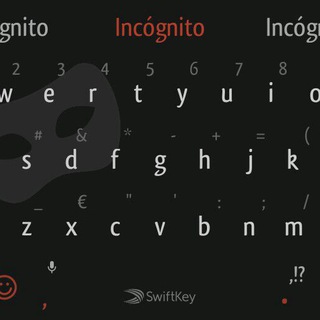 gnito Incógnito Incóg
2 3 4 5 6 7 8
w e r t y u i o
# & * - + = (
s d f g h j k
_ € " ' : ; /
z x c v b n m
, SwiftKey ,!? .